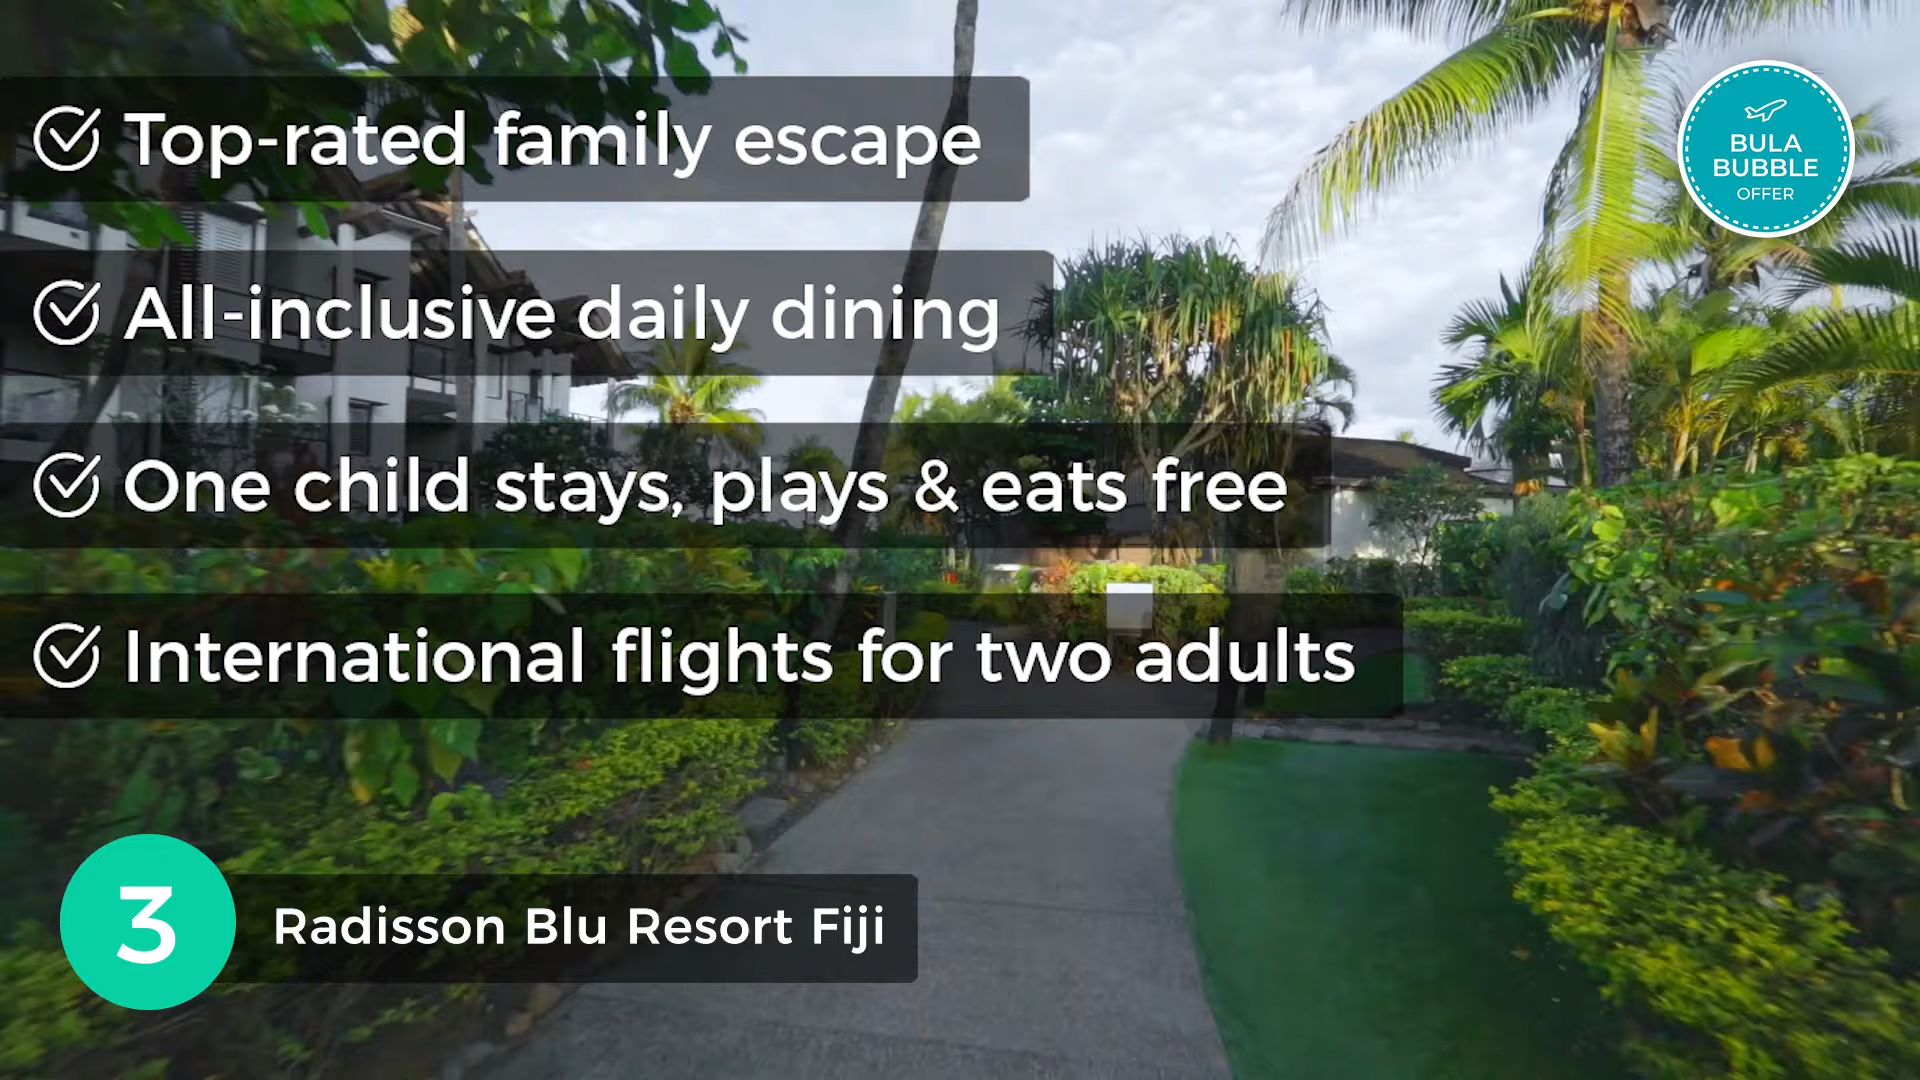 Top-rated family escape
All-inclusive daily dining
One child stays, plays & eats free
International flights for two adults
BULA
BUBBLE
OFFER
3
Radisson Blu Resort Fiji